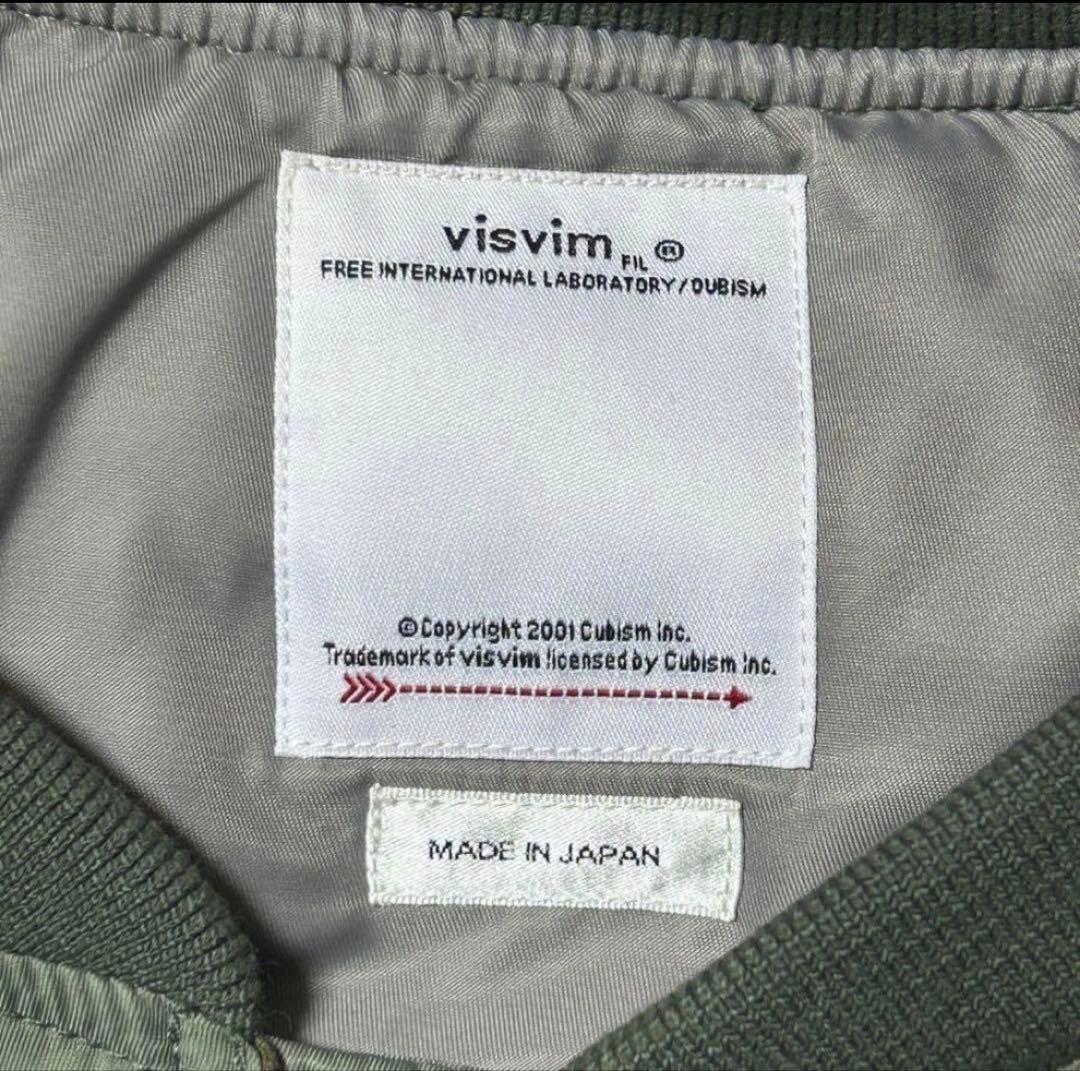 visvim FIL ®
FREE INTERNATIONAL LABORATORY/CUBISM
©Copyright 2001 Cubism Inc.
Trademark of visvim licensed by Cubism Inc.
MADE IN JAPAN